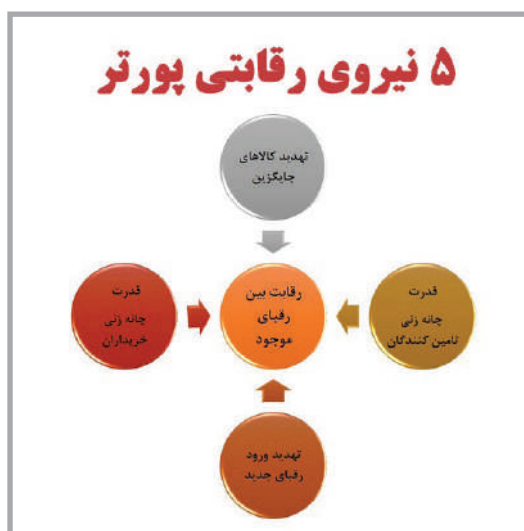 ۵ نیروی رقابتی پورتر
تهدید کالاهای
جایگزین
قدرت
چانه زنی
تامین کنندگان
رقابت بین
رقبای
موجود
قدرت
چانه زنی
خریداران
تهدید ورود
رقبای جدید